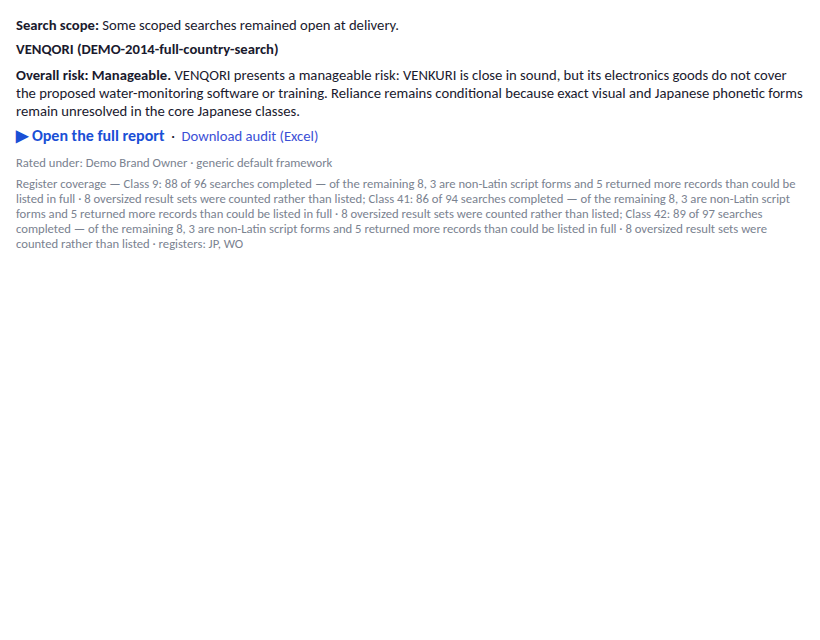 Search scope: Some scoped searches remained open at delivery.
VENQORI (DEMO-2014-full-country-search)
Overall risk: Manageable. VENQORI presents a manageable risk: VENKURI is close in sound, but its electronics goods do not cover
the proposed water-monitoring software or training. Reliance remains conditional because exact visual and Japanese phonetic forms
remain unresolved in the core Japanese classes.
▶ Open the full report · Download audit (Excel)
Rated under: Demo Brand Owner · generic default framework
Register coverage — Class 9: 88 of 96 searches completed — of the remaining 8, 3 are non-Latin script forms and 5 returned more records than could be
listed in full · 8 oversized result sets were counted rather than listed; Class 41: 86 of 94 searches completed — of the remaining 8, 3 are non-Latin script
forms and 5 returned more records than could be listed in full · 8 oversized result sets were counted rather than listed; Class 42: 89 of 97 searches
completed — of the remaining 8, 3 are non-Latin script forms and 5 returned more records than could be listed in full · 8 oversized result sets were
counted rather than listed · registers: JP, WO